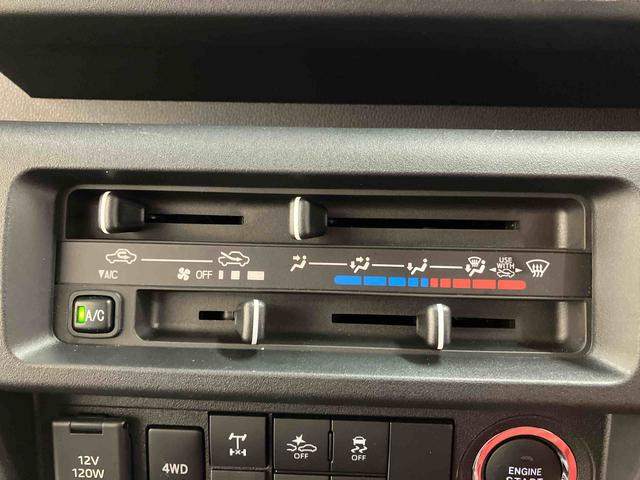 USE
WITH
▼A/C
OFF
A/C
12V
120W
4WD
OFF
OFF
ENGINE
START